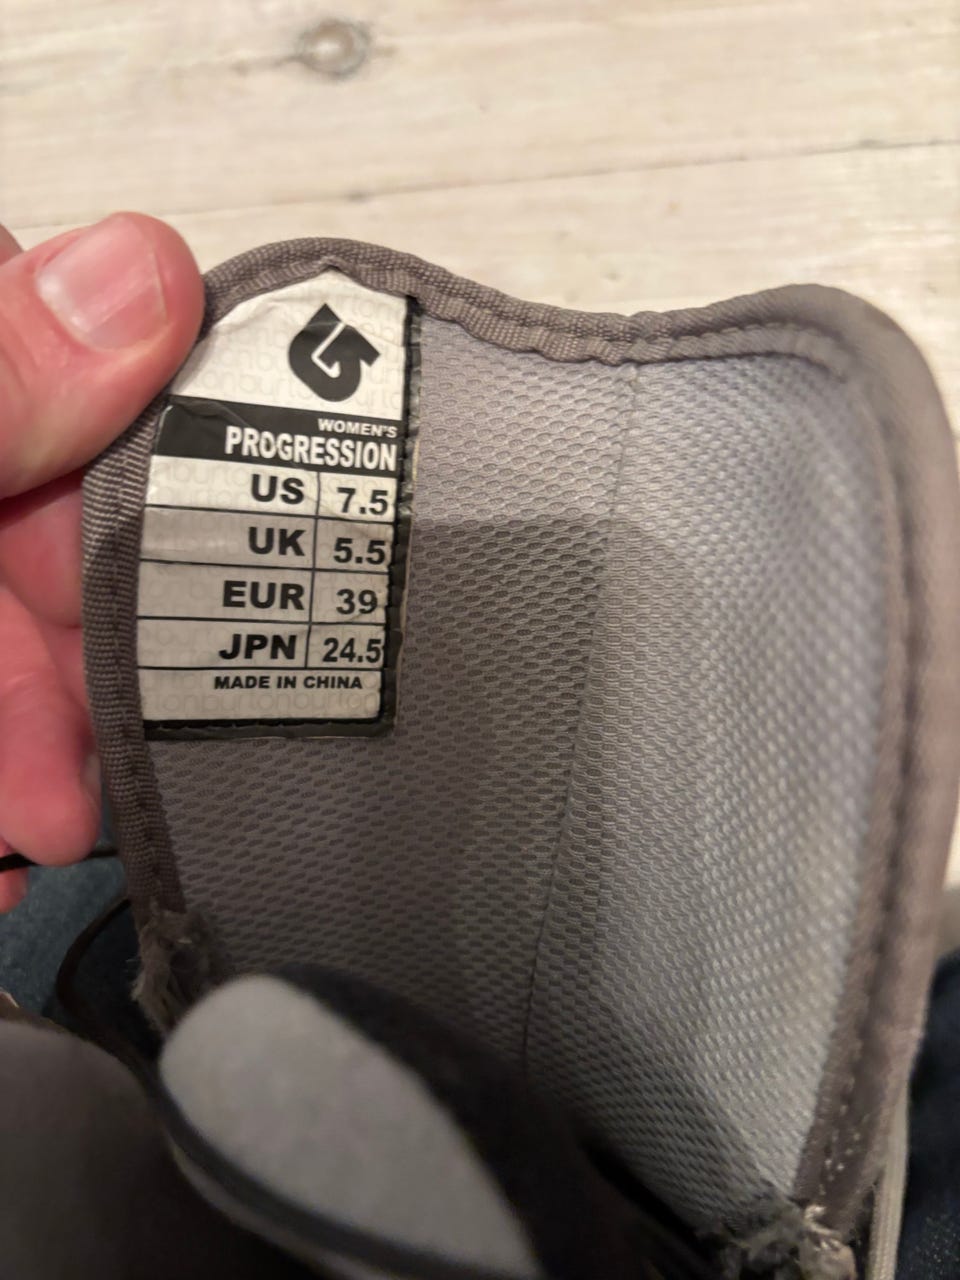 WOMEN'S
PROGRESSION
US 7.5
UK 5.5
EUR 39
JPN 24.5
MADE IN CHINA